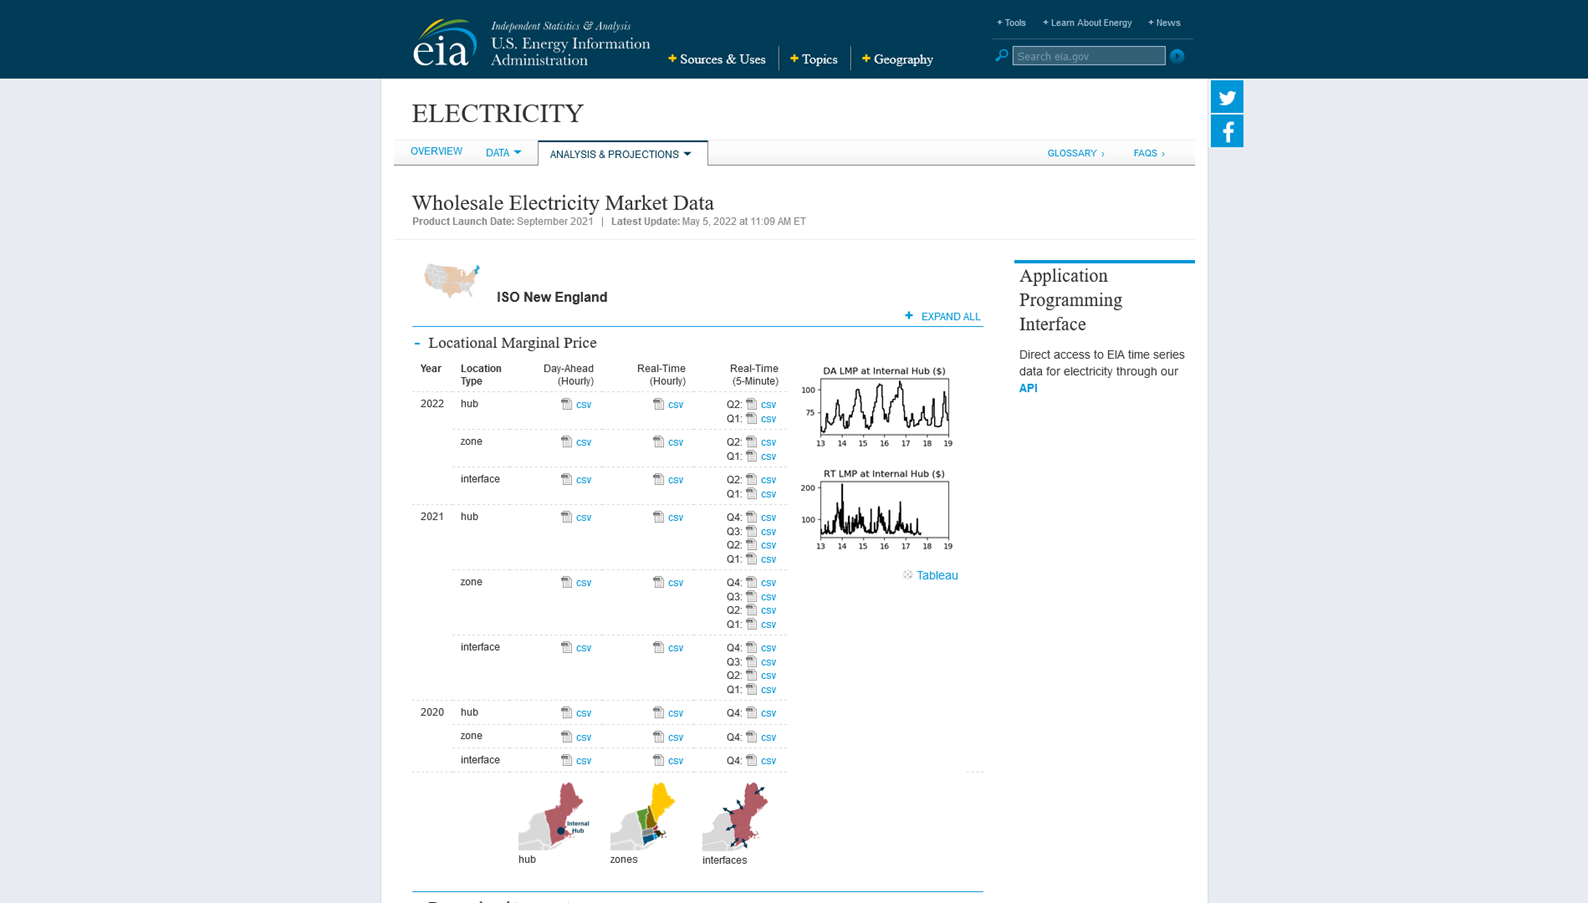 Independent Statistics & Analysis
eia
U.S. Energy Information
Administration
+ Sources & Uses
+ Topics
+ Geography
+ Tools
+ Learn About Energy
+ News
Search eia.gov
ELECTRICITY
OVERVIEW
DATA
ANALYSIS & PROJECTIONS
GLOSSARY ›
FAQS ›
Wholesale Electricity Market Data
Product Launch Date: September 2021 | Latest Update: May 5, 2022 at 11:09 AM ET
ISO New England
+ EXPAND ALL
- Locational Marginal Price
Year Location Type Day-Ahead (Hourly) Real-Time (Hourly) Real-Time (5-Minute)
2022 hub csv csv Q2: csv
Q1: csv
zone csv csv Q2: csv
Q1: csv
interface csv csv Q2: csv
Q1: csv
2021 hub csv csv Q4: csv
Q3: csv
Q2: csv
Q1: csv
zone csv csv Q4: csv
Q3: csv
Q2: csv
Q1: csv
interface csv csv Q4: csv
Q3: csv
Q2: csv
Q1: csv
2020 hub csv csv Q4: csv
zone csv csv Q4: csv
interface csv csv Q4: csv
DA LMP at Internal Hub ($)
100
75
13 14 15 16 17 18 19
RT LMP at Internal Hub ($)
200
100
13 14 15 16 17 18 19
Tableau
Internal
Hub
hub
zones
interfaces
Application
Programming
Interface
Direct access to EIA time series
data for electricity through our
API